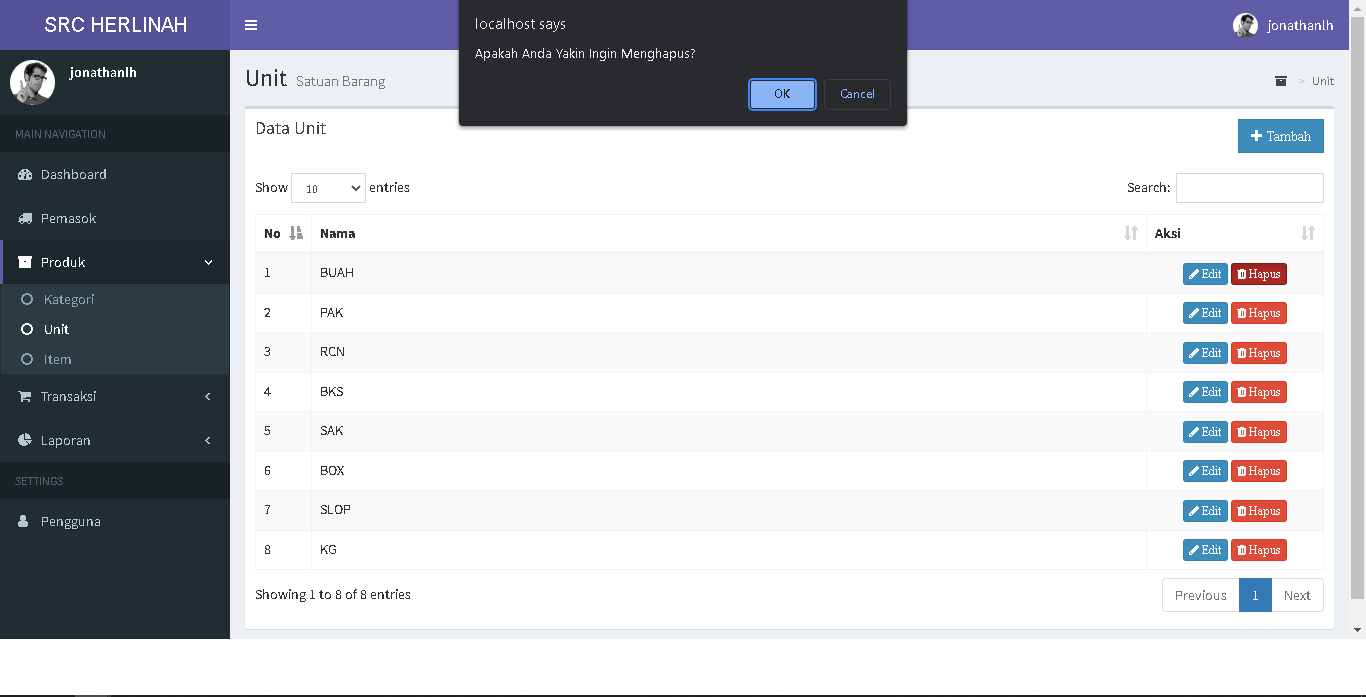 SRC HERLINAH
localhost says
Apakah Anda Yakin Ingin Menghapus?
OK Cancel
jonathanlh
jonathanlh
MAIN NAVIGATION
Dashboard
Pemasok
Produk
Kategori
Unit
Item
Transaksi
Laporan
SETTINGS
Pengguna
Unit Satuan Barang
> Unit
Data Unit
Tambah
Show 10 entries
Search:
No Nama Aksi
1 BUAH Edit Hapus
2 PAK Edit Hapus
3 RCN Edit Hapus
4 BKS Edit Hapus
5 SAK Edit Hapus
6 BOX Edit Hapus
7 SLOP Edit Hapus
8 KG Edit Hapus
Showing 1 to 8 of 8 entries
Previous 1 Next